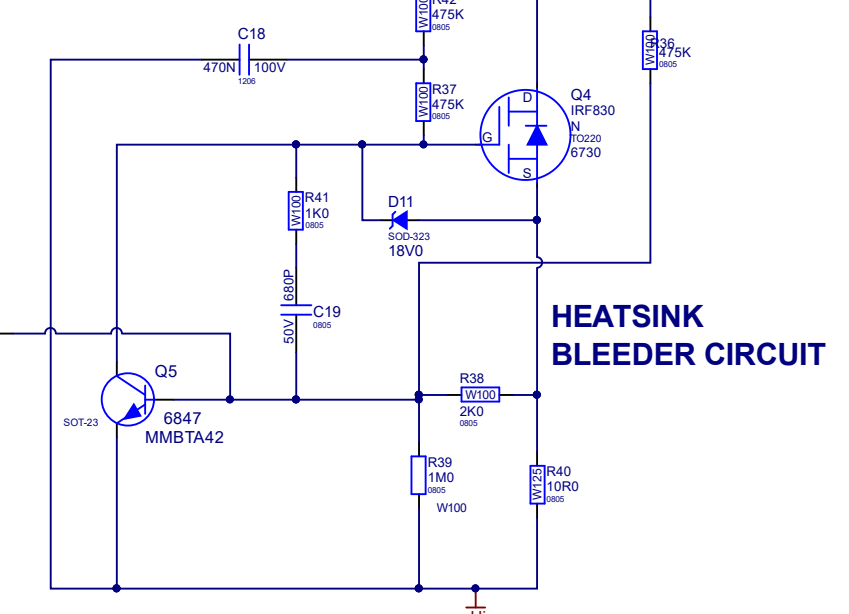 R42
475K
W100
0805
C18
470N
100V
1206
R36
475K
W100
0805
R37
475K
W100
0805
D
G
S
Q4
IRF830
N
TO220
6730
R41
1K0
W100
0805
D11
SOD-323
18V0
680P
C19
50V
0805
HEATSINK
BLEEDER CIRCUIT
Q5
SOT-23
6847
MMBTA42
R38
W100
2K0
0805
R39
1M0
0805
W100
R40
10R0
W125
0805